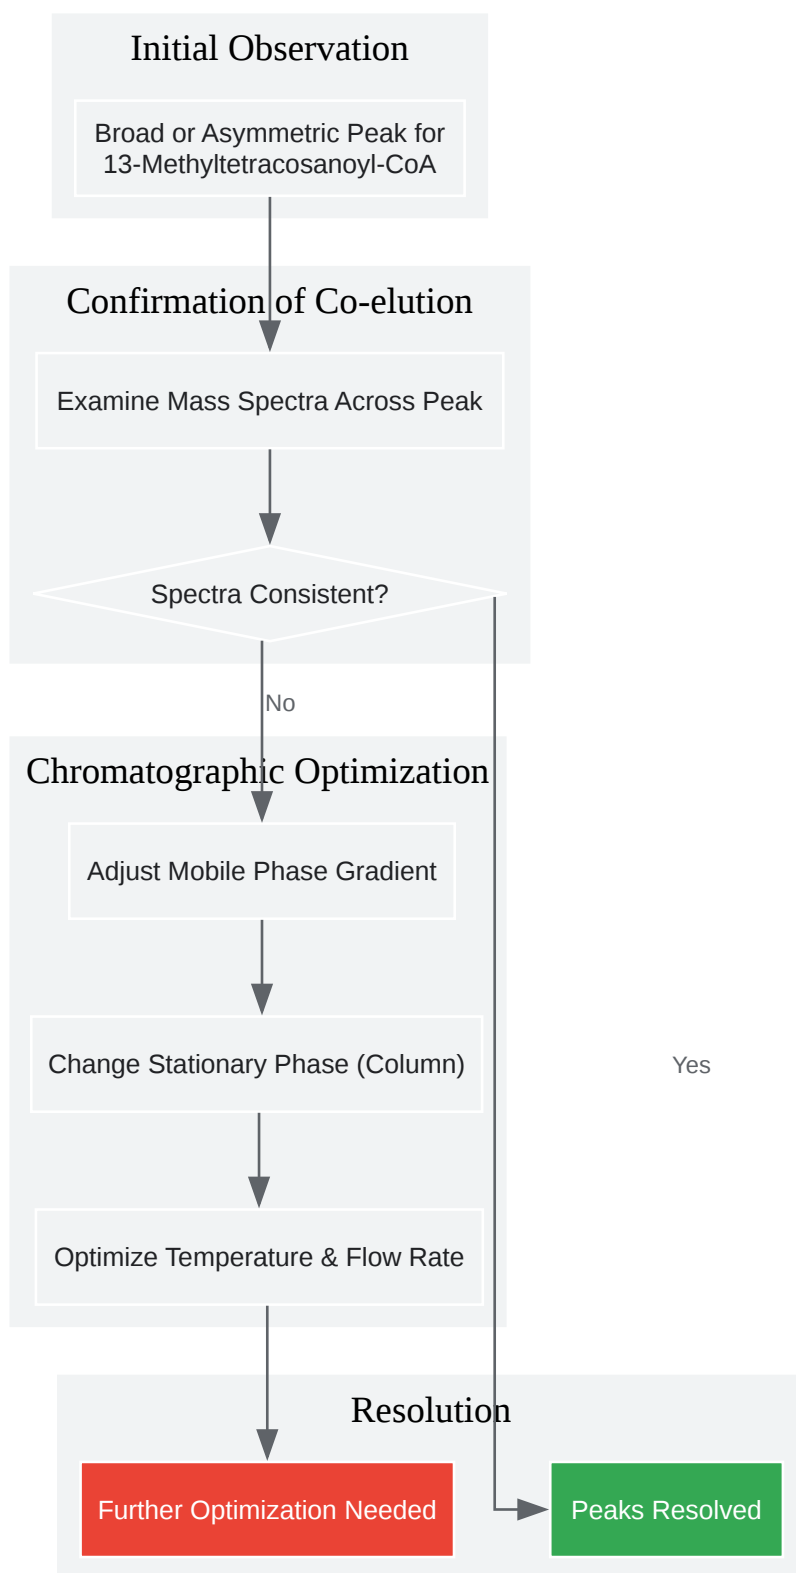 Initial Observation
Broad or Asymmetric Peak for
13-Methyltetracosanoyl-CoA
Confirmation of Co-elution
Examine Mass Spectra Across Peak
Spectra Consistent?
No
Chromatographic Optimization
Adjust Mobile Phase Gradient
Change Stationary Phase (Column)
Yes
Optimize Temperature & Flow Rate
Resolution
Further Optimization Needed
Peaks Resolved